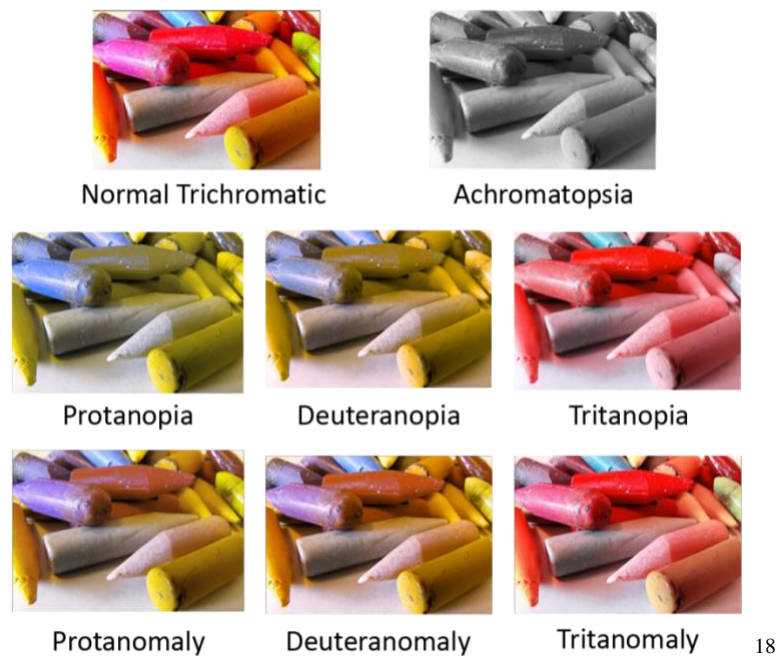 Normal Trichromatic
Achromatopsia
Protanopia
Deuteranopia
Tritanopia
Protanomaly
Deuteranomaly
Tritanomaly
18